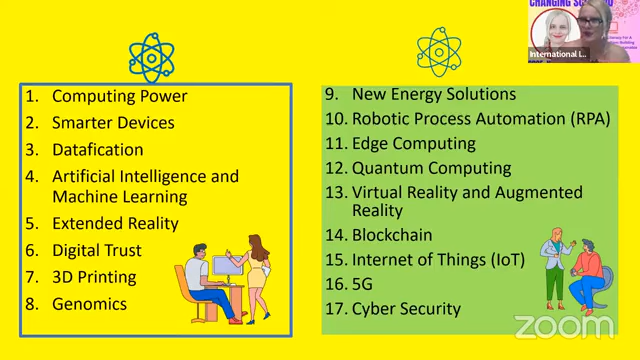 1. Computing Power
2. Smarter Devices
3. Datafication
4. Artificial Intelligence and
Machine Learning
5. Extended Reality
6. Digital Trust
7. 3D Printing
8. Genomics
9. New Energy Solutions
10. Robotic Process Automation (RPA)
11. Edge Computing
12. Quantum Computing
13. Virtual Reality and Augmented
Reality
14. Blockchain
15. Internet of Things (IoT)
16. 5G
17. Cyber Security
International L...
zoom